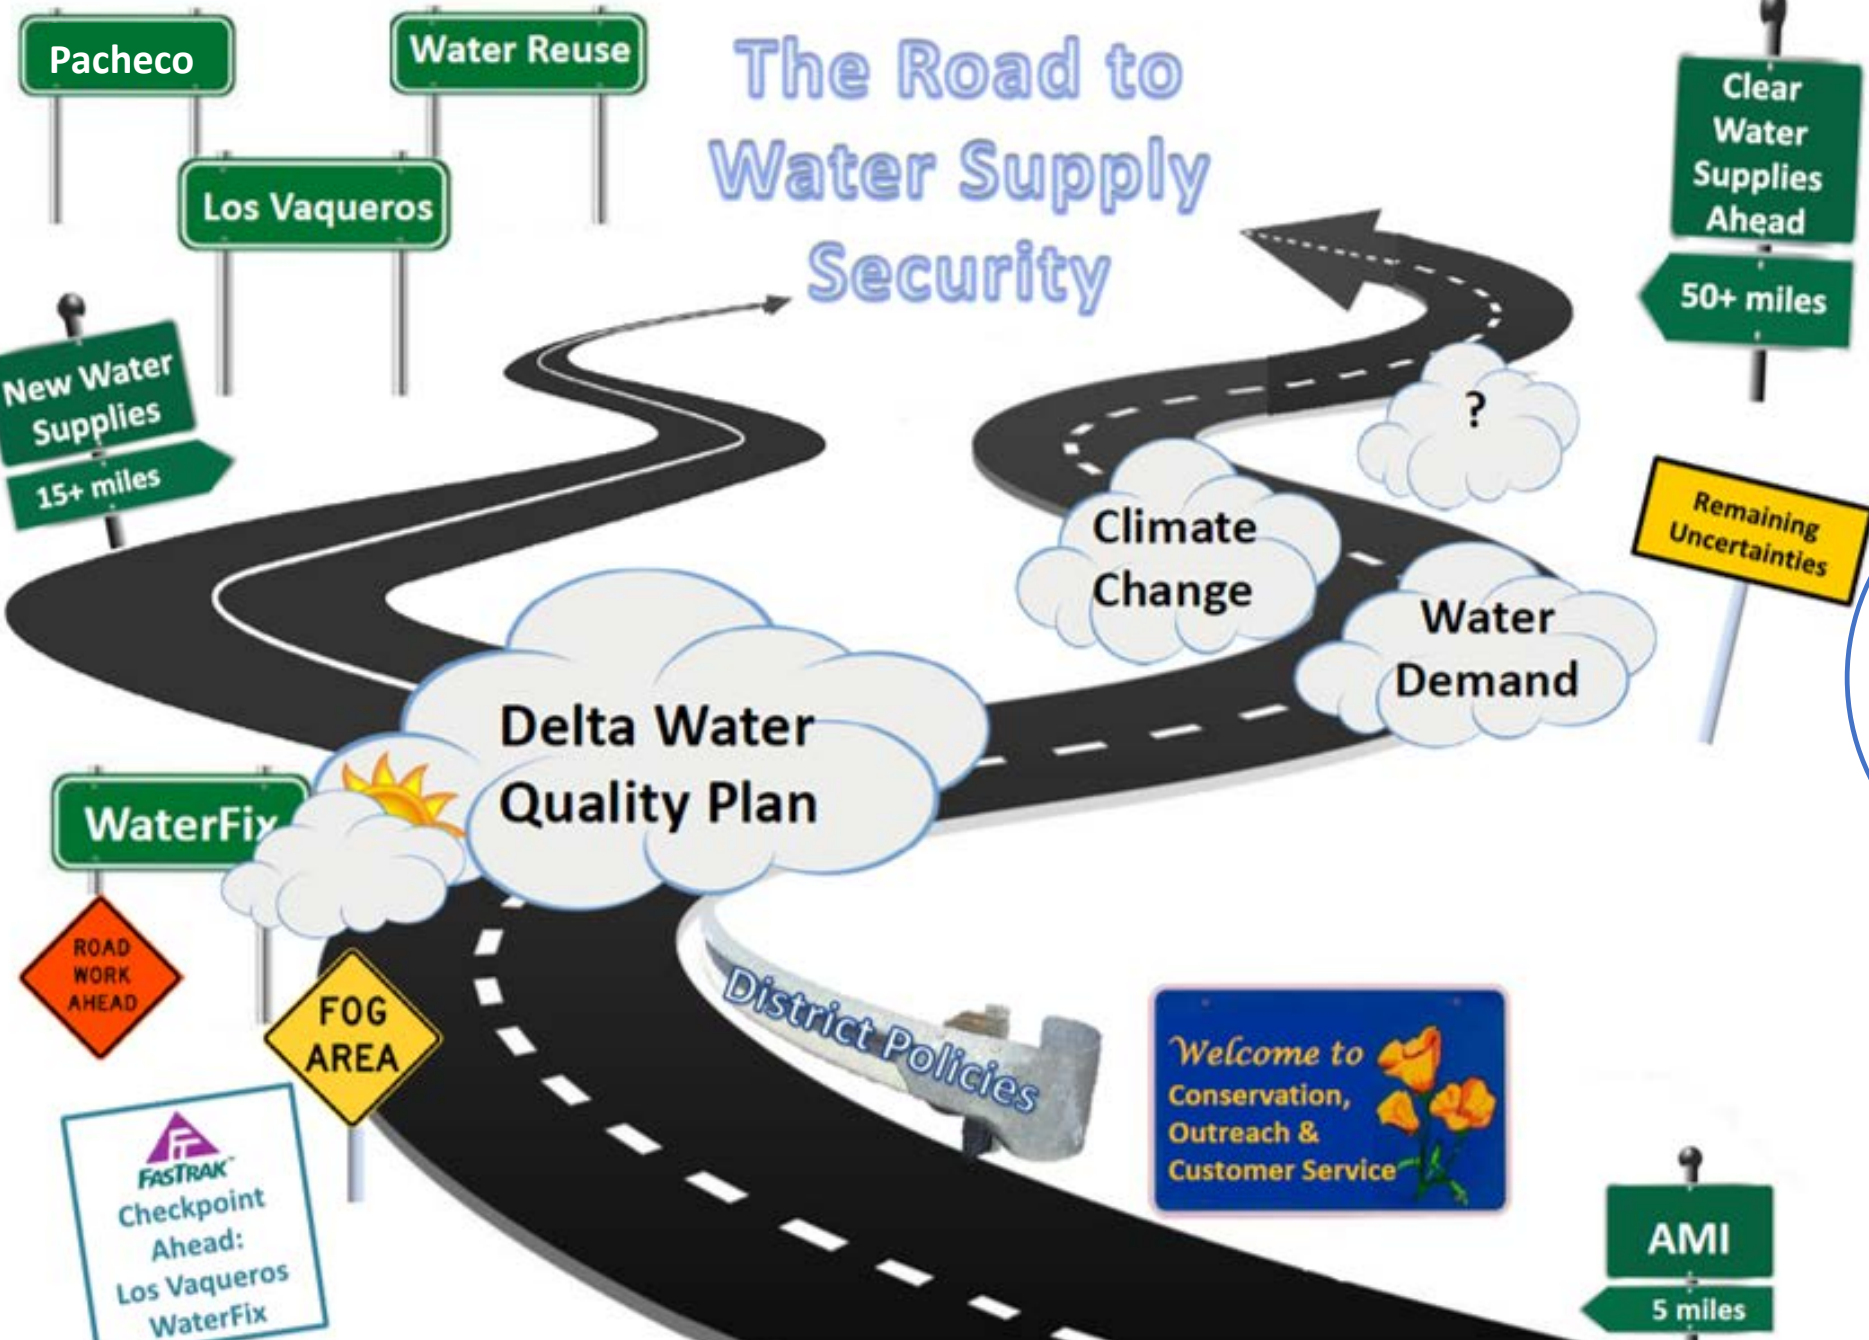 Pacheco
Water Reuse
Los Vaqueros
The Road to
Water Supply
Security
Clear
Water
Supplies
Ahead
50+ miles
New Water
Supplies
15+ miles
?
Climate
Change
Remaining
Uncertainties
Water
Demand
Delta Water
Quality Plan
WaterFix
ROAD
WORK
AHEAD
FOG
AREA
District Policies
Welcome to
Conservation,
Outreach &
Customer Service
FASTRAK™
Checkpoint
Ahead:
Los Vaqueros
WaterFix
AMI
5 miles